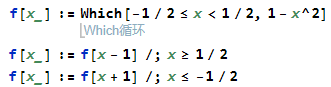 f[x_] := Which[-1 / 2 ≤ x < 1 / 2, 1 - x^2]
Which循环
f[x_] := f[x - 1] /; x ≥ 1 / 2
f[x_] := f[x + 1] /; x ≤ -1 / 2